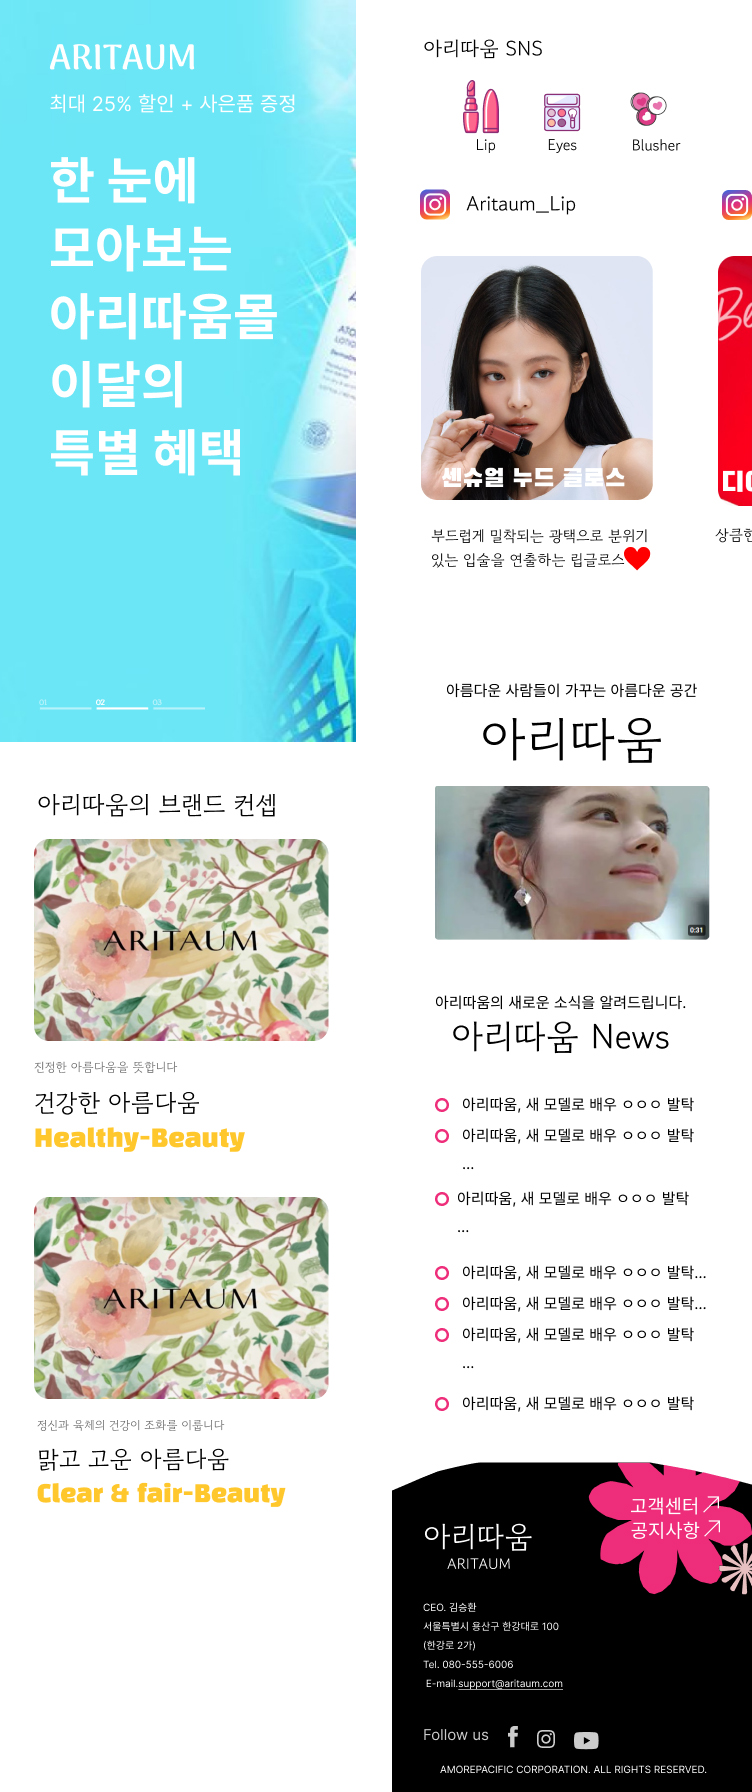 ARITAUM
최대 25% 할인 + 사은품 증정
한 눈에
모아보는
아리따움몰
이달의
특별 혜택
01
02
03
아리따움의 브랜드 컨셉
ARITAUM
진정한 아름다움을 뜻합니다
건강한 아름다움
Healthy-Beauty
ARITAUM
정신과 육체의 건강이 조화를 이룹니다
맑고 고운 아름다움
Clear & fair-Beauty
아리따움 SNS
Lip
Eyes
Blusher
Aritaum_Lip
센슈얼 누드 글로스
부드럽게 밀착되는 광택으로 분위기
있는 입술을 연출하는 립글로스
Be
디
상큼한
아름다운 사람들이 가꾸는 아름다운 공간
아리따움
0:31
아리따움의 새로운 소식을 알려드립니다.
아리따움 News
아리따움, 새 모델로 배우 ㅇㅇㅇ 발탁
아리따움, 새 모델로 배우 ㅇㅇㅇ 발탁
...
아리따움, 새 모델로 배우 ㅇㅇㅇ 발탁
...
아리따움, 새 모델로 배우 ㅇㅇㅇ 발탁...
아리따움, 새 모델로 배우 ㅇㅇㅇ 발탁...
아리따움, 새 모델로 배우 ㅇㅇㅇ 발탁
...
아리따움, 새 모델로 배우 ㅇㅇㅇ 발탁
고객센터
공지사항
아리따움
ARITAUM
CEO. 김승환
서울특별시 용산구 한강대로 100
(한강로 2가)
Tel. 080-555-6006
E-mail.support@aritaum.com
Follow us
AMOREPACIFIC CORPORATION. ALL RIGHTS RESERVED.